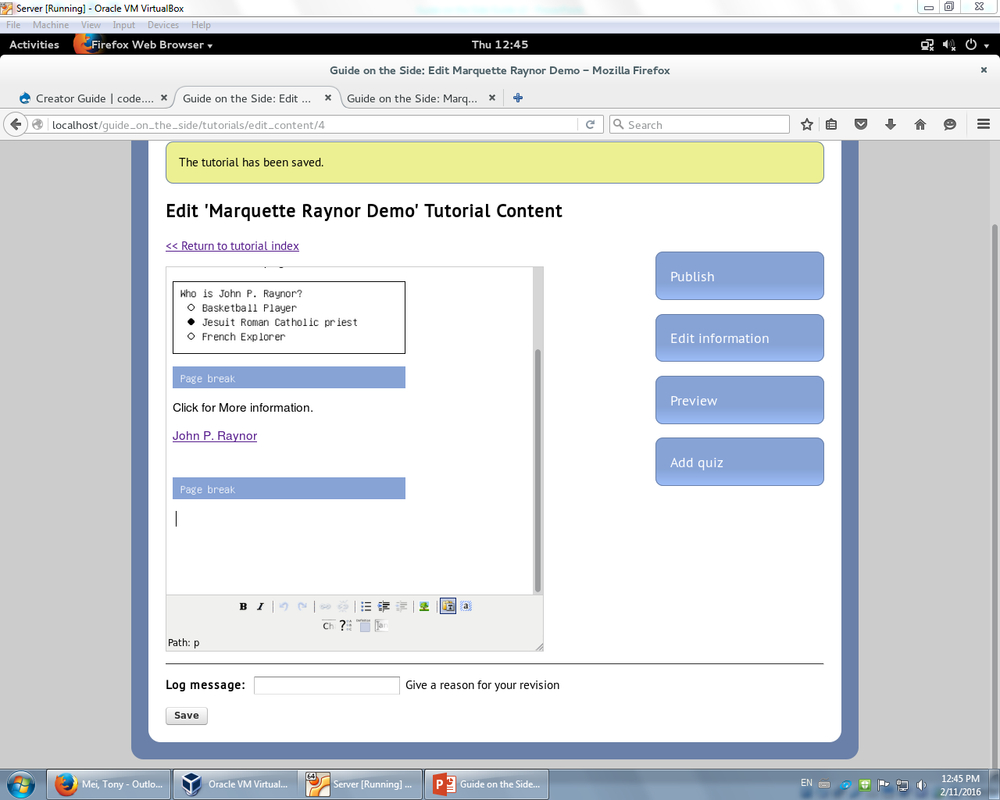 Server [Running] - Oracle VM VirtualBox
File Machine View Input Devices Help
Activities Firefox Web Browser Thu 12:45
Guide on the Side: Edit Marquette Raynor Demo – Mozilla Firefox
Creator Guide | code.... Guide on the Side: Edit ... Guide on the Side: Marq...
localhost/guide_on_the_side/tutorials/edit_content/4 Search
The tutorial has been saved.
Edit 'Marquette Raynor Demo' Tutorial Content
<< Return to tutorial index
Who is John P. Raynor?
Basketball Player
Jesuit Roman Catholic priest
French Explorer
Page break
Click for More information.
John P. Raynor
Page break
Publish
Edit information
Preview
Add quiz
B I
Ch
Path: p
Log message: Give a reason for your revision
Save
Mei, Tony - Outlo... Oracle VM Virtual... 64 Server [Running] ... Guide on the Side... EN 12:45 PM
2/11/2016